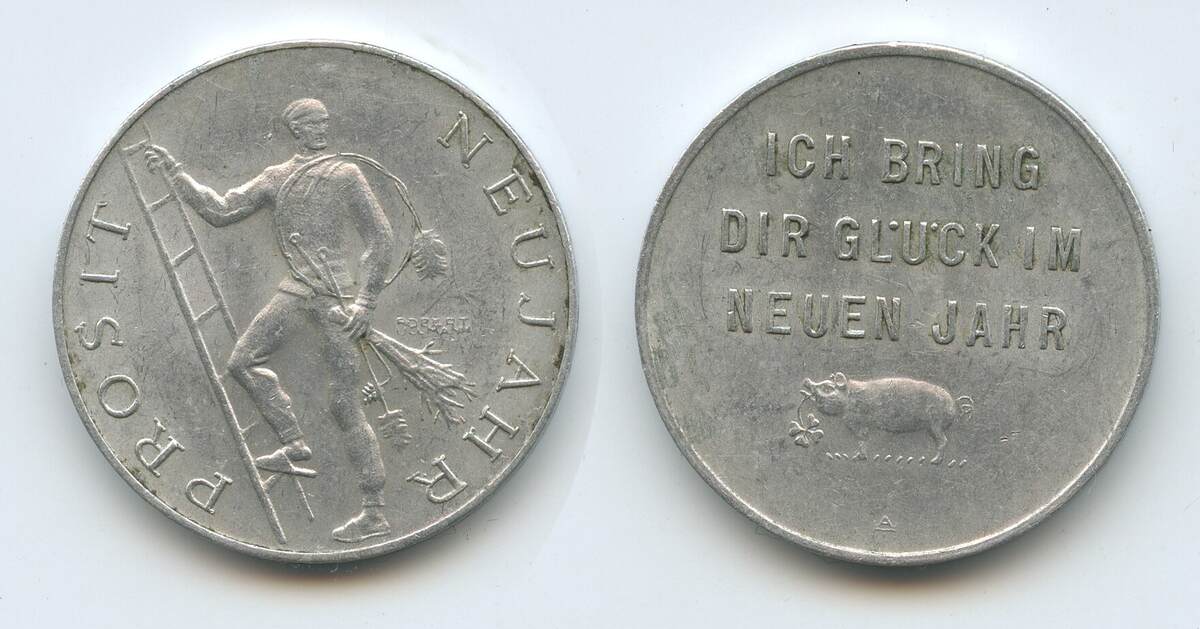 PROSIT NEUJAHR
ICH BRING
DIR GLÜCK IM
NEUEN JAHR
A